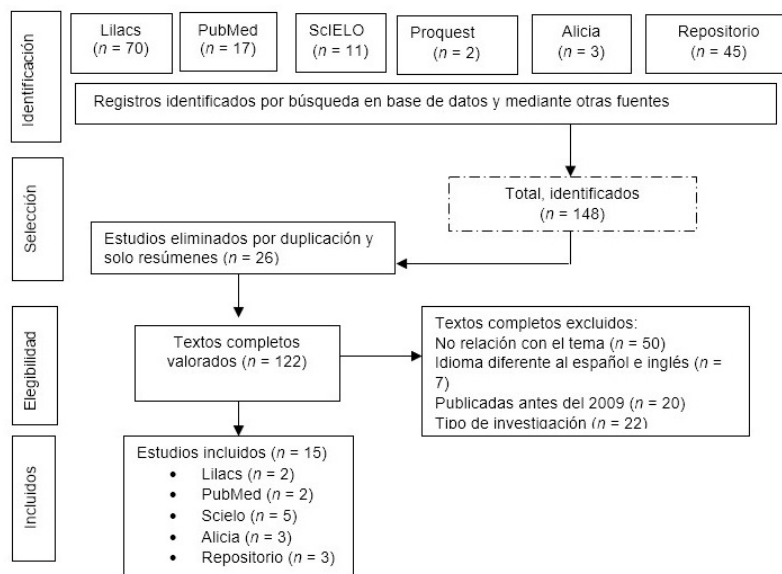 Identificación
Lilacs
(n = 70)
PubMed
(n = 17)
ScIELO
(n = 11)
Proquest
(n = 2)
Alicia
(n = 3)
Repositorio
(n = 45)
Registros identificados por búsqueda en base de datos y mediante otras fuentes
Selección
Total, identificados
(n = 148)
Estudios eliminados por duplicación y
solo resúmenes (n = 26)
Elegibilidad
Textos completos
valorados (n = 122)
Textos completos excluidos:
No relación con el tema (n = 50)
Idioma diferente al español e inglés (n =
7)
Publicadas antes del 2009 (n = 20)
Tipo de investigación (n = 22)
Incluidos
Estudios incluidos (n = 15)
• Lilacs (n = 2)
• PubMed (n = 2)
• Scielo (n = 5)
• Alicia (n = 3)
• Repositorio (n = 3)